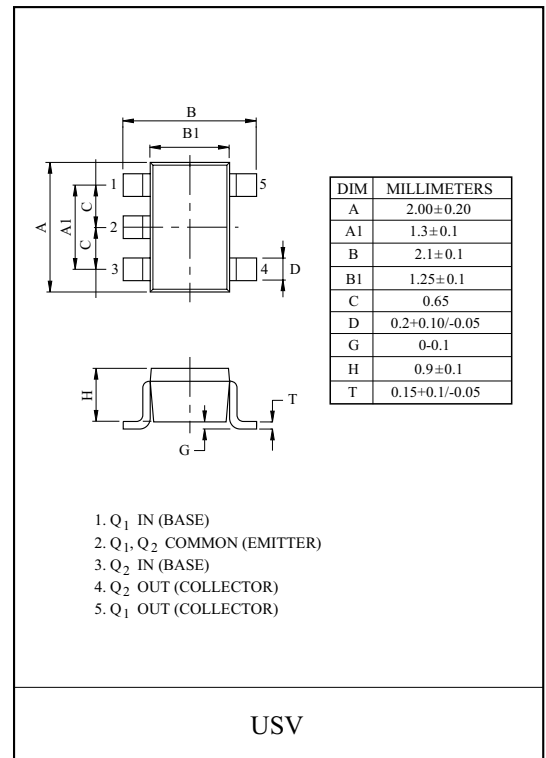 B
B1
1
5
2
3
4
A
A1
C
C
D
H
T
G
DIM MILLIMETERS
A 2.00±0.20
A1 1.3±0.1
B 2.1±0.1
B1 1.25±0.1
C 0.65
D 0.2+0.10/-0.05
G 0-0.1
H 0.9±0.1
T 0.15+0.1/-0.05
1. Q1 IN (BASE)
2. Q1, Q2 COMMON (EMITTER)
3. Q2 IN (BASE)
4. Q2 OUT (COLLECTOR)
5. Q1 OUT (COLLECTOR)
USV